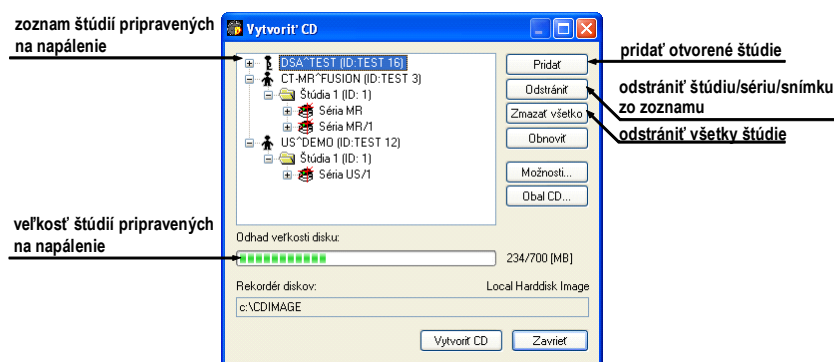 zoznam štúdií pripravených
na napálenie
Vytvoriť CD
DSA^TEST (ID:TEST 16)
CT-MR^FUSION (ID:TEST 3)
Štúdia 1 (ID: 1)
Séria MR
Séria MR/1
US^DEMO (ID:TEST 12)
Štúdia 1 (ID: 1)
Séria US/1
Pridať
Odstrániť
Zmazať všetko
Obnoviť
Možnosti...
Obal CD...
pridať otvorené štúdie
odstrániť štúdiu/sériu/snímku
zo zoznamu
odstrániť všetky štúdie
veľkosť štúdií pripravených
na napálenie
Odhad veľkosti disku:
234/700 [MB]
Rekordér diskov:
Local Harddisk Image
c:\CDIMAGE
Vytvoriť CD
Zavrieť